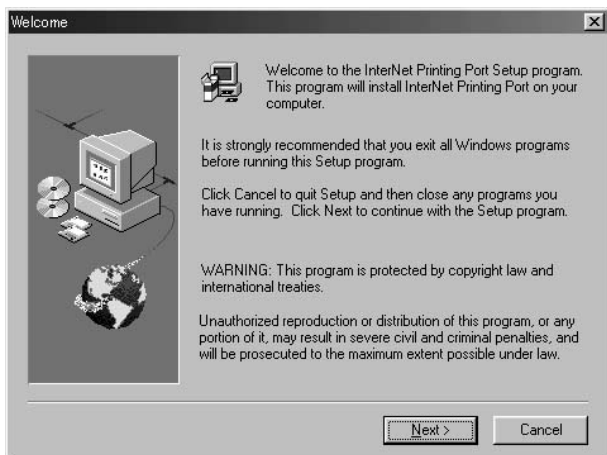 Welcome
Welcome to the InterNet Printing Port Setup program.
This program will install InterNet Printing Port on your
computer.
It is strongly recommended that you exit all Windows programs
before running this Setup program.
Click Cancel to quit Setup and then close any programs you
have running. Click Next to continue with the Setup program.
WARNING: This program is protected by copyright law and
international treaties.
Unauthorized reproduction or distribution of this program, or any
portion of it, may result in severe civil and criminal penalties, and
will be prosecuted to the maximum extent possible under law.
Next >
Cancel